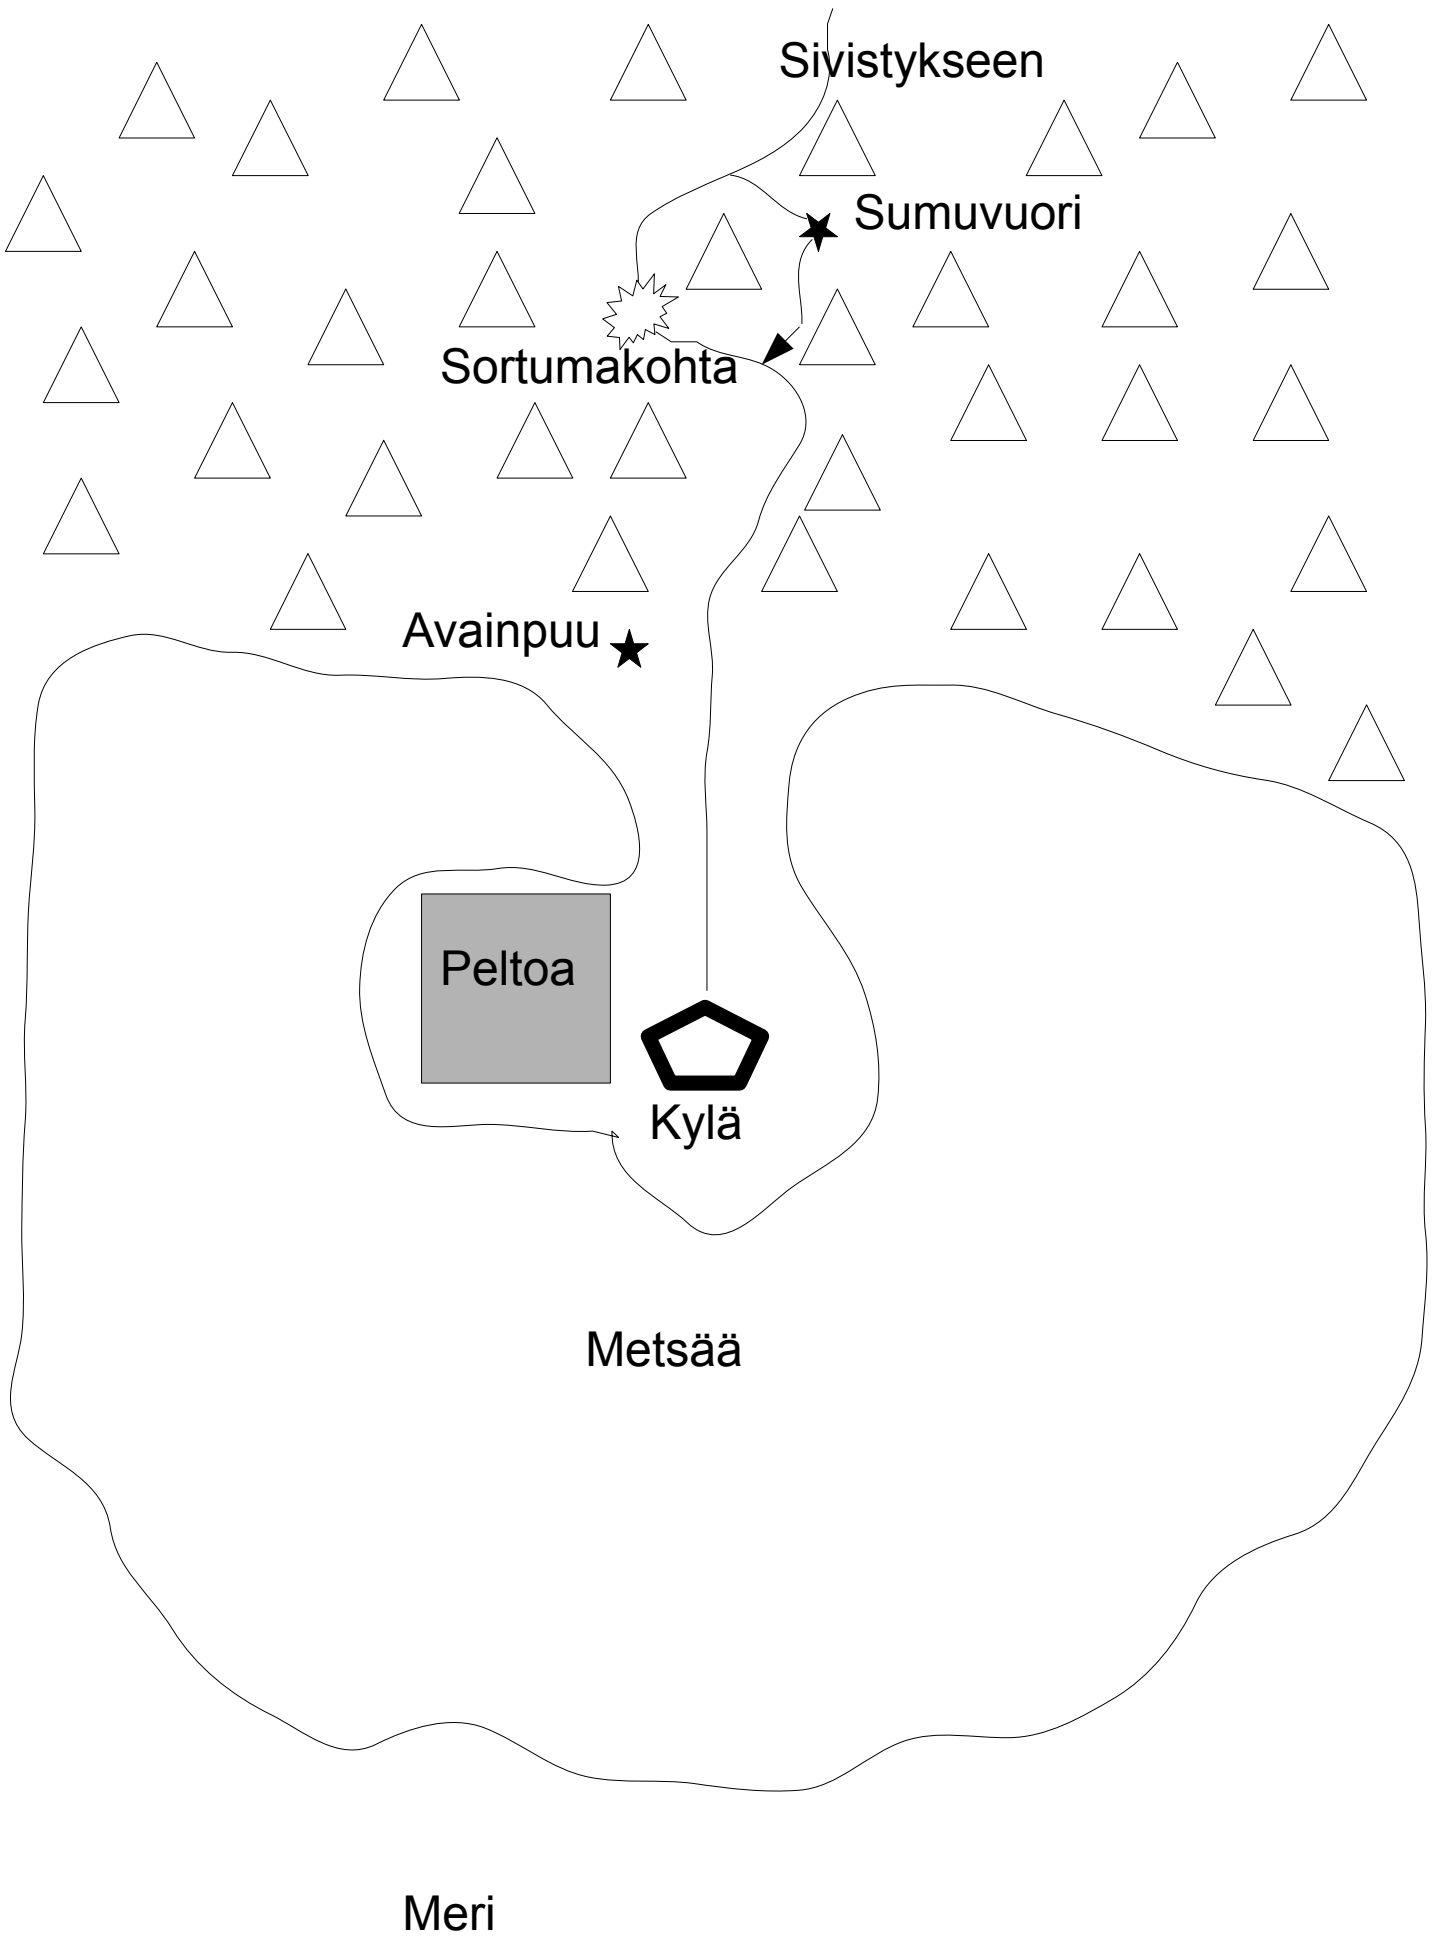 Sivistykseen
Sumuvuori
Sortumakohta
Avainpuu
Peltoa
Kylä
Metsää
Meri